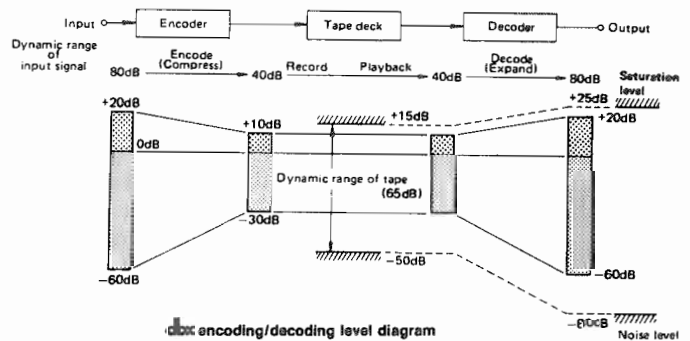 Input Encoder Tape deck Decoder Output
Dynamic range of input signal
Encode (Compress)
Decode (Expand)
80dB 40dB Record Playback 40dB 80dB
Saturation level
+20dB
+10dB
+15dB
+25dB
+20dB
0dB
Dynamic range of tape (65dB)
-30dB
-50dB
-60dB
-60dB
dbx encoding/decoding level diagram
Noise level